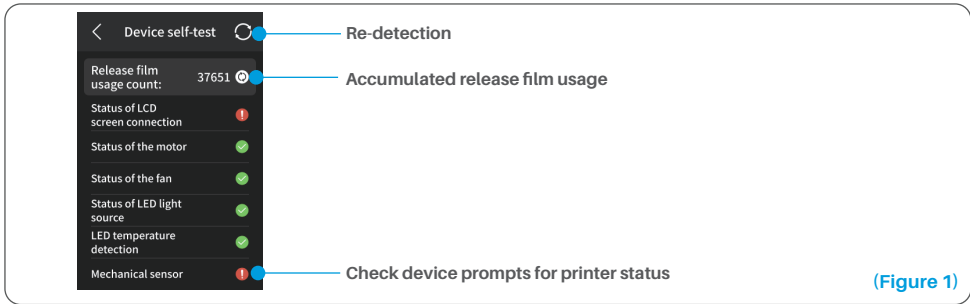 Device self-test
Re-detection
Release film
usage count:
37651
Accumulated release film usage
Status of LCD
screen connection
Status of the motor
Status of the fan
Status of LED light
source
LED temperature
detection
Mechanical sensor
Check device prompts for printer status
(Figure 1)